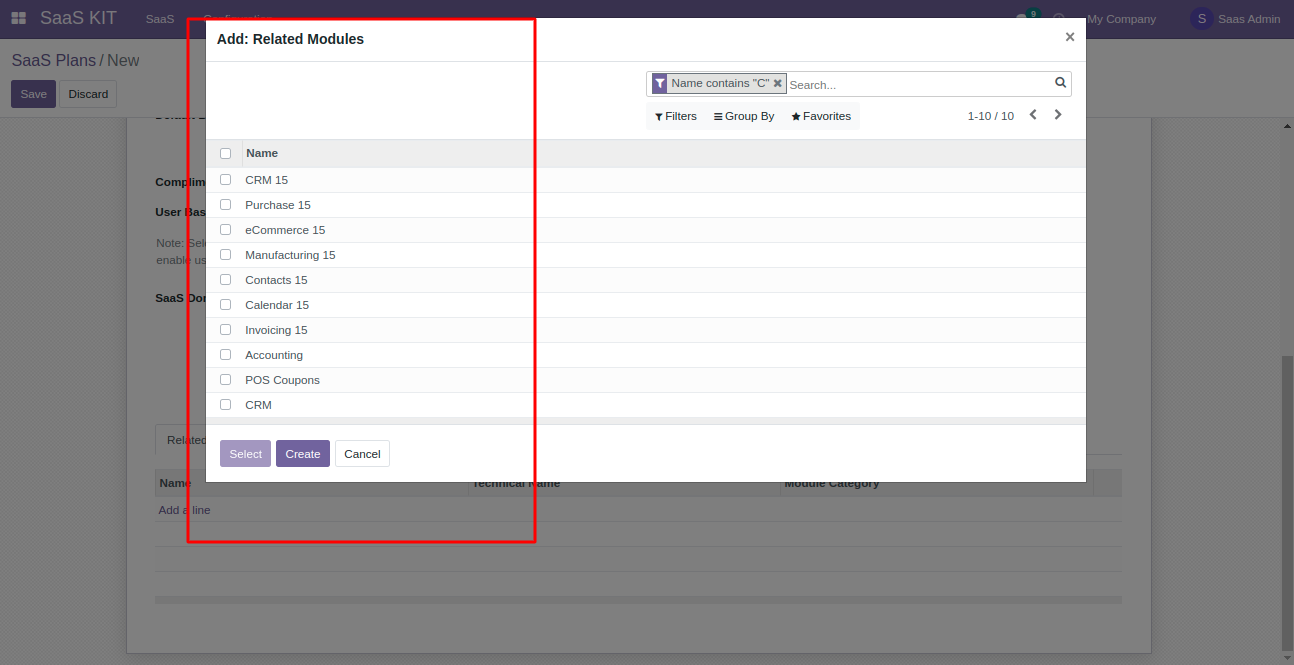 SaaS KIT SaaS Configuration 9 My Company S Saas Admin
SaaS Plans / New
Save Discard
Add: Related Modules ×
Name contains "C" ✖ Search...
Filters Group By Favorites 1-10 / 10
Name
CRM 15
Purchase 15
eCommerce 15
Manufacturing 15
Contacts 15
Calendar 15
Invoicing 15
Accounting
POS Coupons
CRM
Select Create Cancel
Complim
User Bas
Note: Sel
enable us
SaaS Do
Related
Name Technical Name Module Category
Add a line